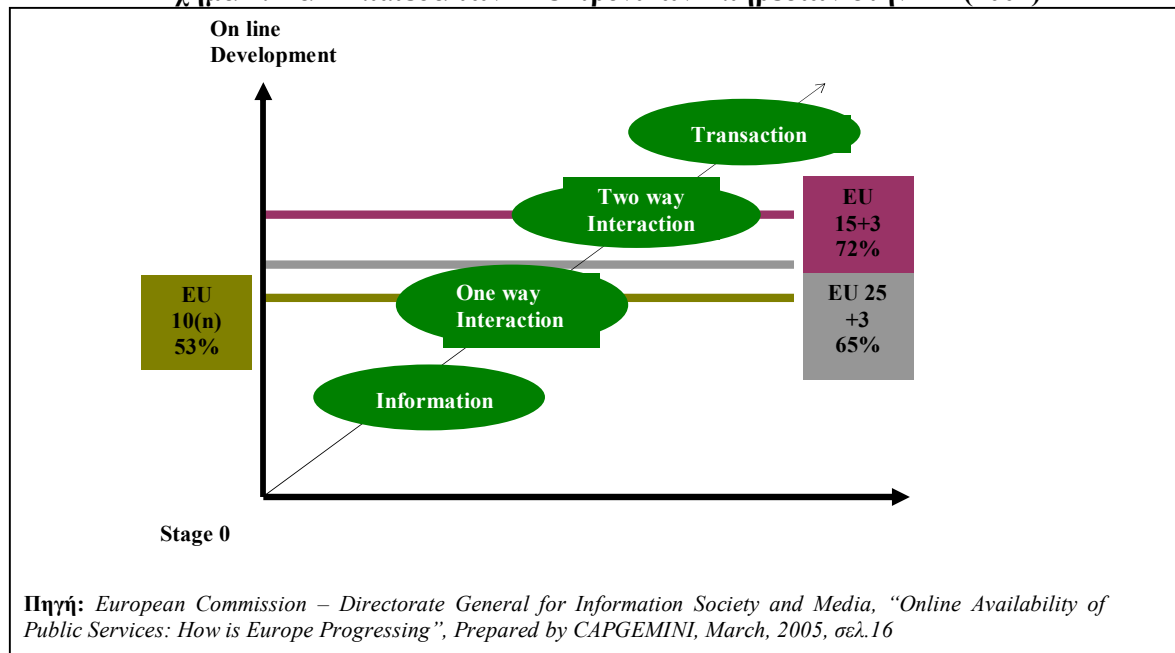 On line
Development
Transaction
Two way
Interaction
EU
15+3
72%
One way
Interaction
EU
10(n)
53%
EU 25
+3
65%
Information
Stage 0
Πηγή: European Commission – Directorate General for Information Society and Media, “Online Availability of
Public Services: How is Europe Progressing”, Prepared by CAPGEMINI, March, 2005, σελ.16